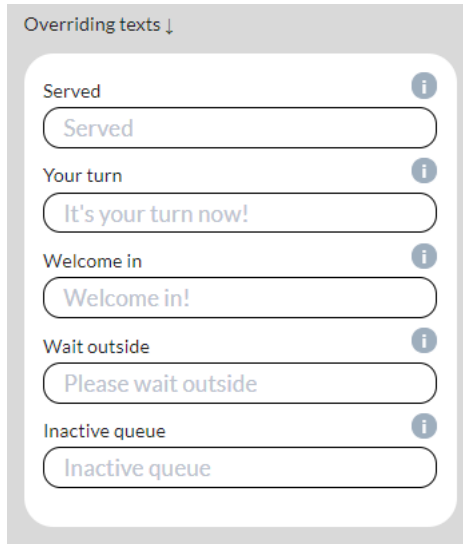 Overriding texts ↓
Served
i
Served
Your turn
i
It's your turn now!
Welcome in
i
Welcome in!
Wait outside
i
Please wait outside
Inactive queue
i
Inactive queue